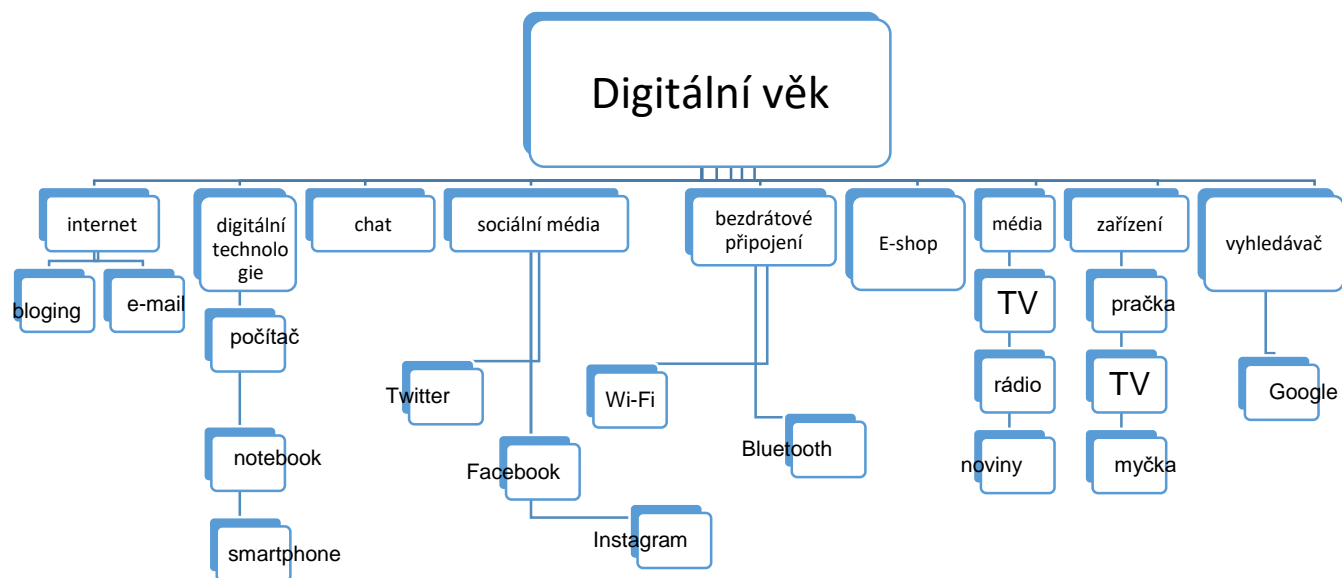 Digitální věk
internet
digitální
technolo
gie
chat
sociální média
bezdrátové
připojení
E-shop
média
zařízení
vyhledávač
bloging
e-mail
počítač
notebook
smartphone
Twitter
Facebook
Instagram
Wi-Fi
Bluetooth
TV
rádio
noviny
pračka
TV
myčka
Google